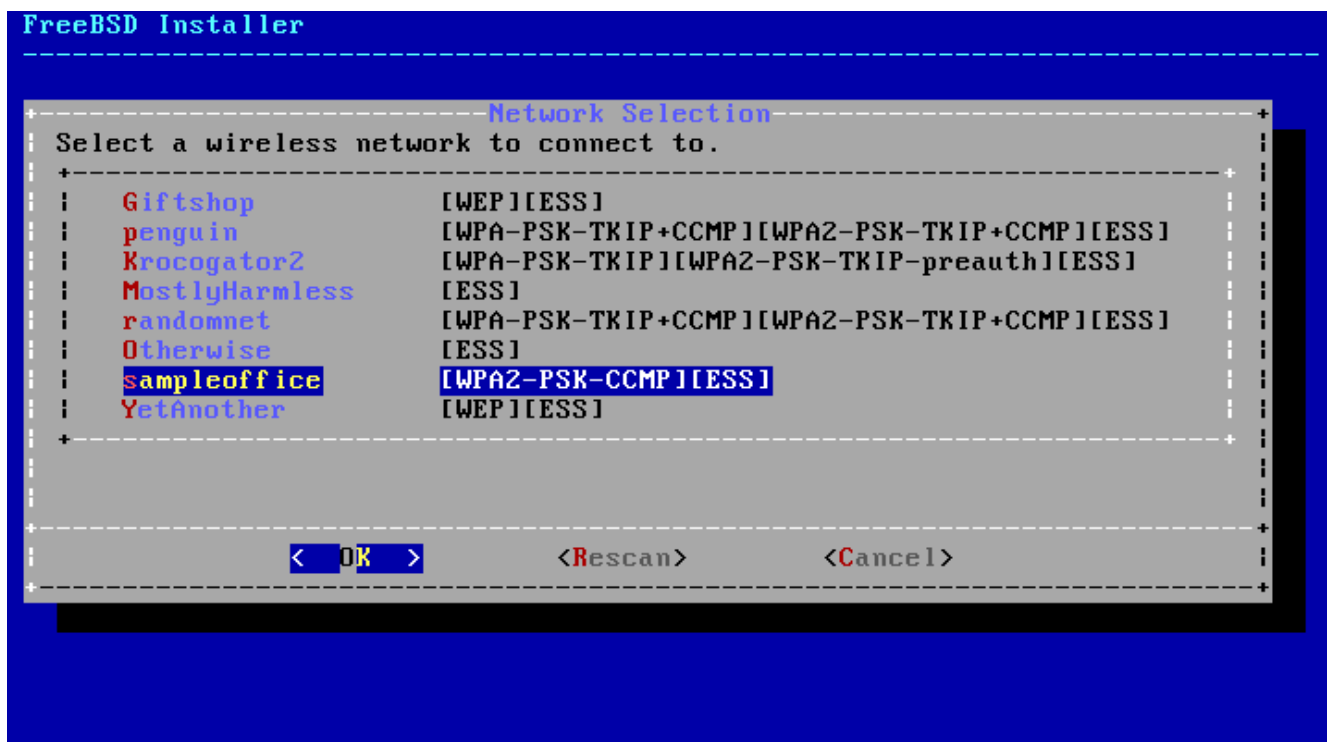 FreeBSD Installer
Network Selection
Select a wireless network to connect to.
Giftshop [WEP][ESS]
penguin [WPA-PSK-TKIP+CCMP][WPA2-PSK-TKIP+CCMP][ESS]
Krocogator2 [WPA-PSK-TKIP][WPA2-PSK-TKIP-preauth][ESS]
MostlyHarmless [ESS]
randomnet [WPA-PSK-TKIP+CCMP][WPA2-PSK-TKIP+CCMP][ESS]
Otherwise [ESS]
sampleoffice [WPA2-PSK-CCMP][ESS]
YetAnother [WEP][ESS]
< OK > <Rescan> <Cancel>